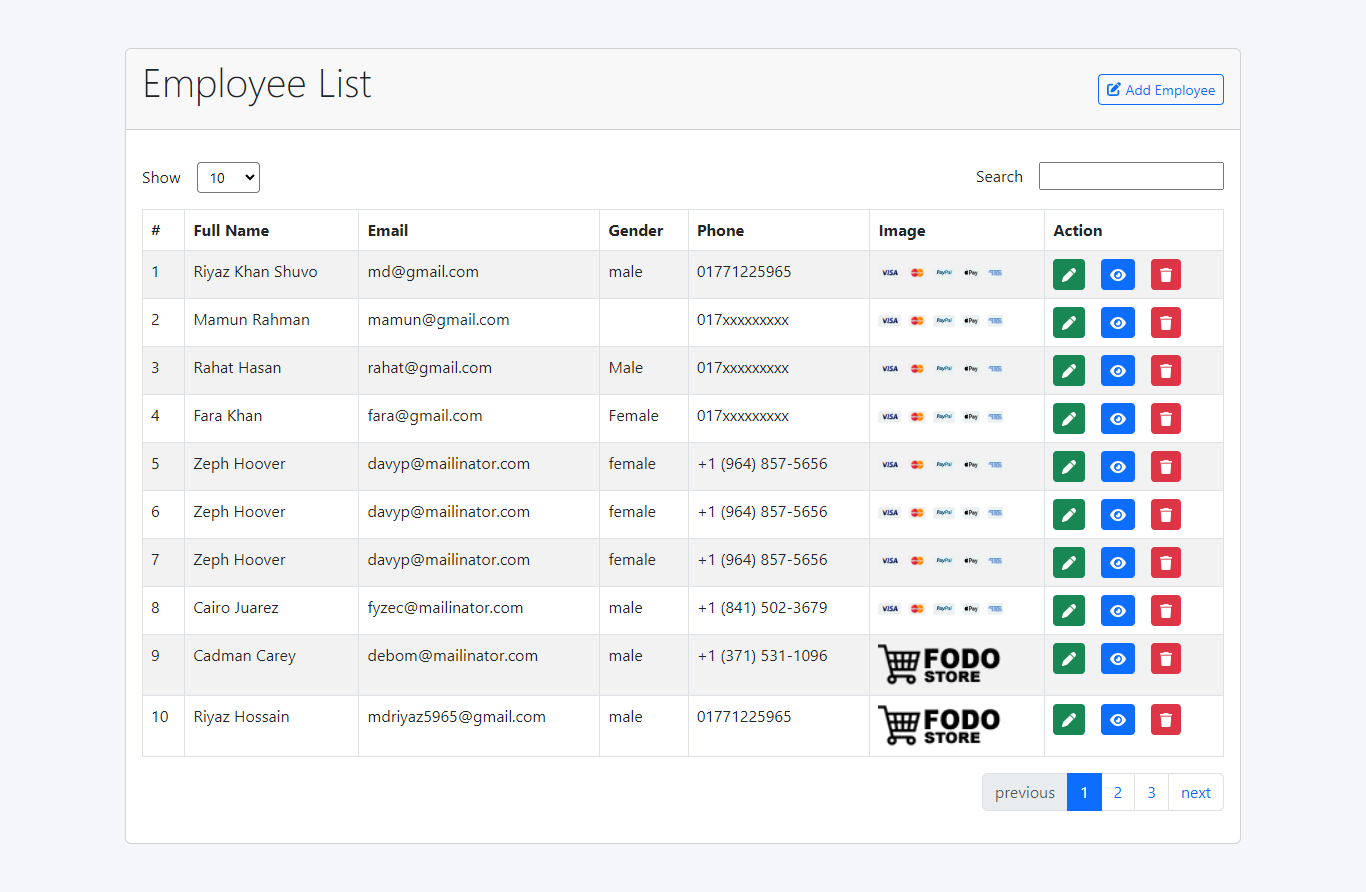 Employee List
Add Employee
Show 10 Search
# Full Name Email Gender Phone Image Action
1 Riyaz Khan Shuvo md@gmail.com male 01771225965 VISA PayPal Pay
2 Mamun Rahman mamun@gmail.com 017xxxxxxxxx VISA PayPal Pay
3 Rahat Hasan rahat@gmail.com Male 017xxxxxxxxx VISA PayPal Pay
4 Fara Khan fara@gmail.com Female 017xxxxxxxxx VISA PayPal Pay
5 Zeph Hoover davyp@mailinator.com female +1 (964) 857-5656 VISA PayPal Pay
6 Zeph Hoover davyp@mailinator.com female +1 (964) 857-5656 VISA PayPal Pay
7 Zeph Hoover davyp@mailinator.com female +1 (964) 857-5656 VISA PayPal Pay
8 Cairo Juarez fyzec@mailinator.com male +1 (841) 502-3679 VISA PayPal Pay
9 Cadman Carey debom@mailinator.com male +1 (371) 531-1096 FODO STORE
10 Riyaz Hossain mdriyaz5965@gmail.com male 01771225965 FODO STORE
previous 1 2 3 next